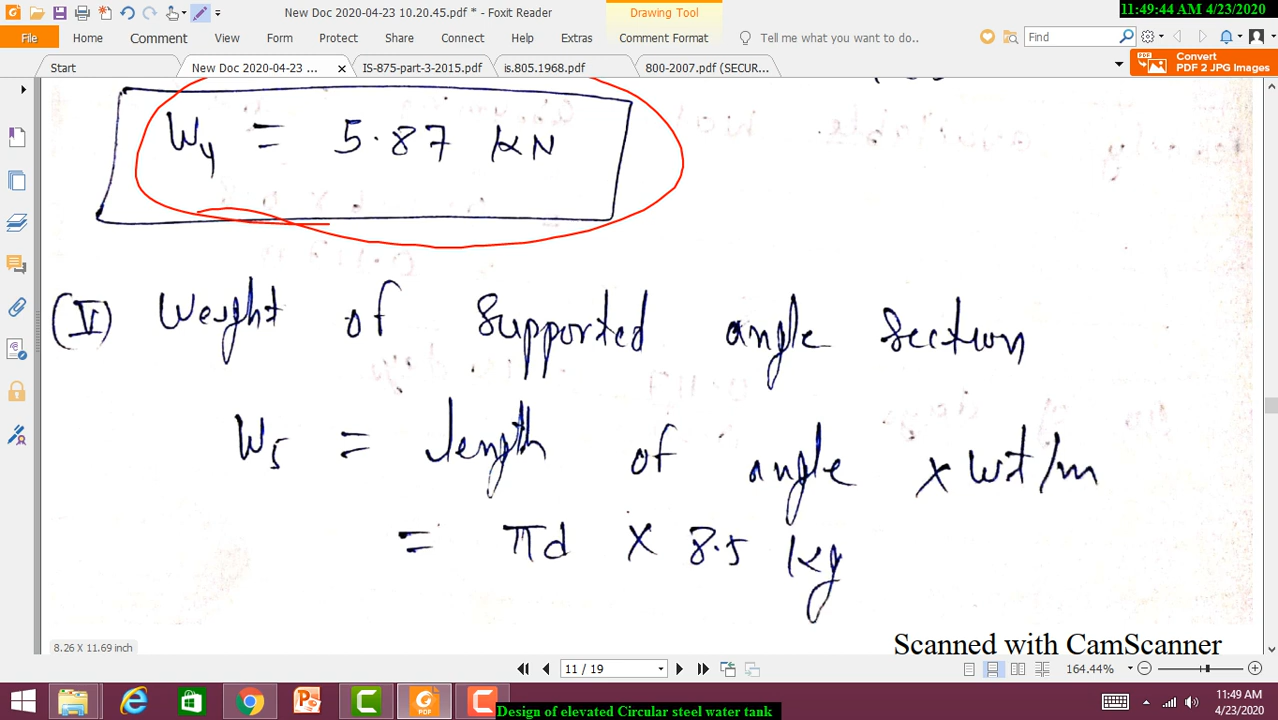 New Doc 2020-04-23 10.20.45.pdf * - Foxit Reader
Drawing Tool
11:49:44 AM 4/23/2020
File Home Comment View Form Protect Share Connect Help Extras Comment Format Tell me what you want to do.. Find
Start New Doc 2020-04-23 ... IS-875-part-3-Recent.pdf is.805.1968.pdf 800-2007.pdf (SECUR... Convert
PDF 2 JPG Images
W4 = 5.87 KN
(V) Weight of supported angle section
W5 = length of angle x wt/m
= πd x 8.5 kg
Scanned with CamScanner
8.26 X 11.69 inch
11 / 19 164.44%
PDF
Design of elevated Circular steel water tank
11:49 AM
4/23/2020